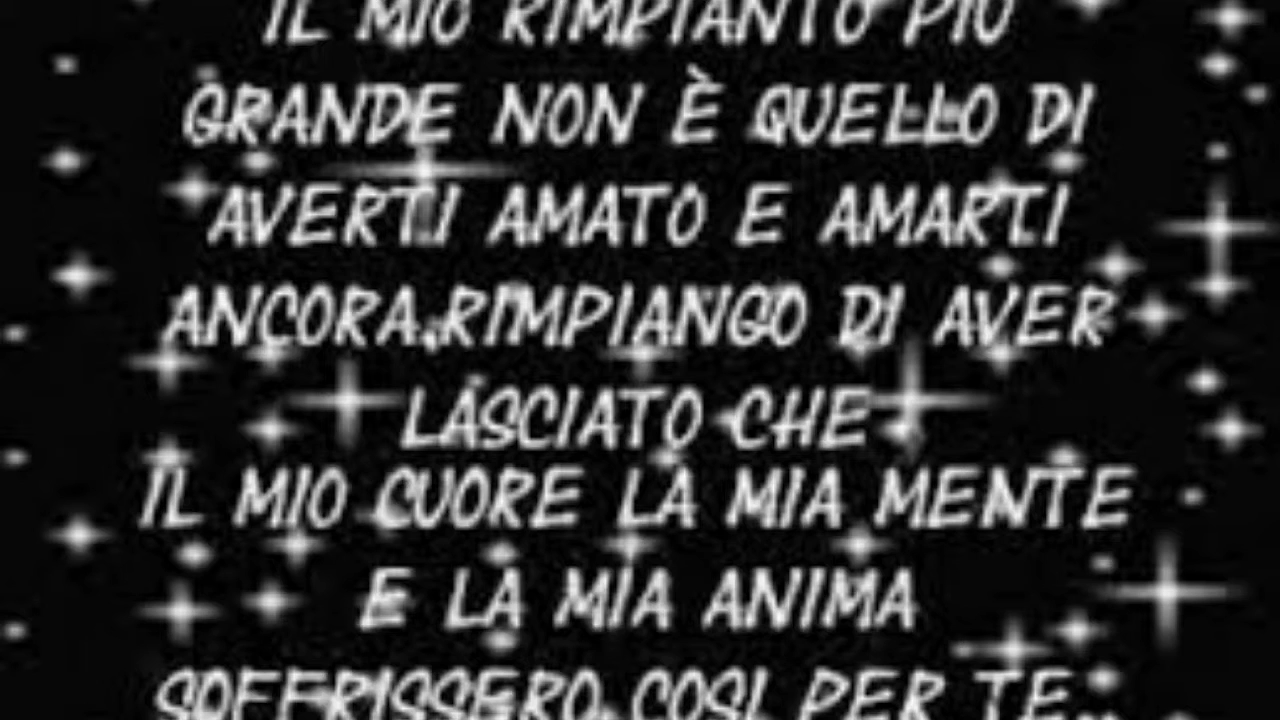 IL MIO RIMPIANTO PIÙ
GRANDE NON È QUELLO DI
AVERTI AMATO E AMARTI
ANCORA.RIMPIANGO DI AVER
LASCIATO CHE
IL MIO CUORE LA MIA MENTE
E LA MIA ANIMA
SOFFRISSERO COSI PER TE..